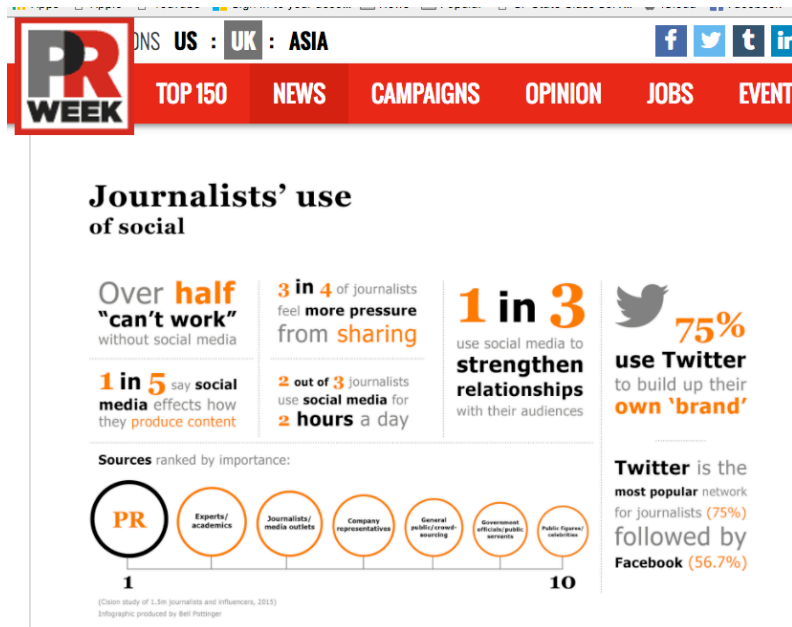 US : UK : ASIA
PR
WEEK
TOP 150 NEWS CAMPAIGNS OPINION JOBS EVENT
Journalists' use
of social
Over half
"can't work"
without social media
1 in 5 say social
media effects how
they produce content
3 in 4 of journalists
feel more pressure
from sharing
2 out of 3 journalists
use social media for
2 hours a day
1 in 3
use social media to
strengthen
relationships
with their audiences
75%
use Twitter
to build up their
own 'brand'
Twitter is the
most popular network
for journalists (75%)
followed by
Facebook (56.7%)
Sources ranked by importance:
PR
Experts/
academics
Journalists/
media outlets
Company
representatives
General
public/crowd-
sourcing
Government
officials/public
servants
Public figures/
celebrities
1
10
(Cision study of 1.5m journalists and influencers, 2015)
Infographic produced by Bell Pottinger